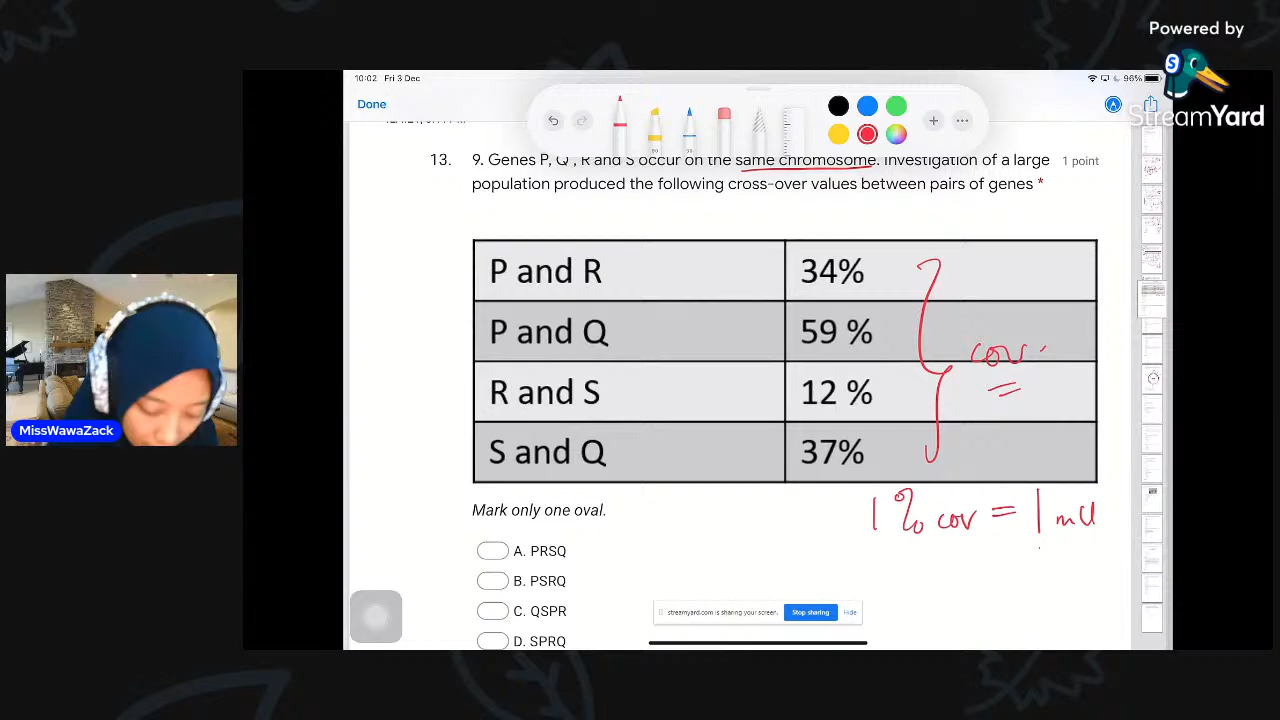 Powered by
StreamYard
10:02 Fri 3 Dec
96%
Done
13. 9. Genes P, Q , R and S occur on the same chromosome. Investigation of a large
population produced the following cross-over values between pairs of genes *
1 point
P and R 34%
P and Q 59 %
R and S 12 %
S and Q 37%
cov
=
1% cov = 1 mu
Mark only one oval.
A. PRSQ
B. PSRQ
C. QSPR
D. SPRQ
streamyard.com is sharing your screen. Stop sharing Hide
MissWawaZack